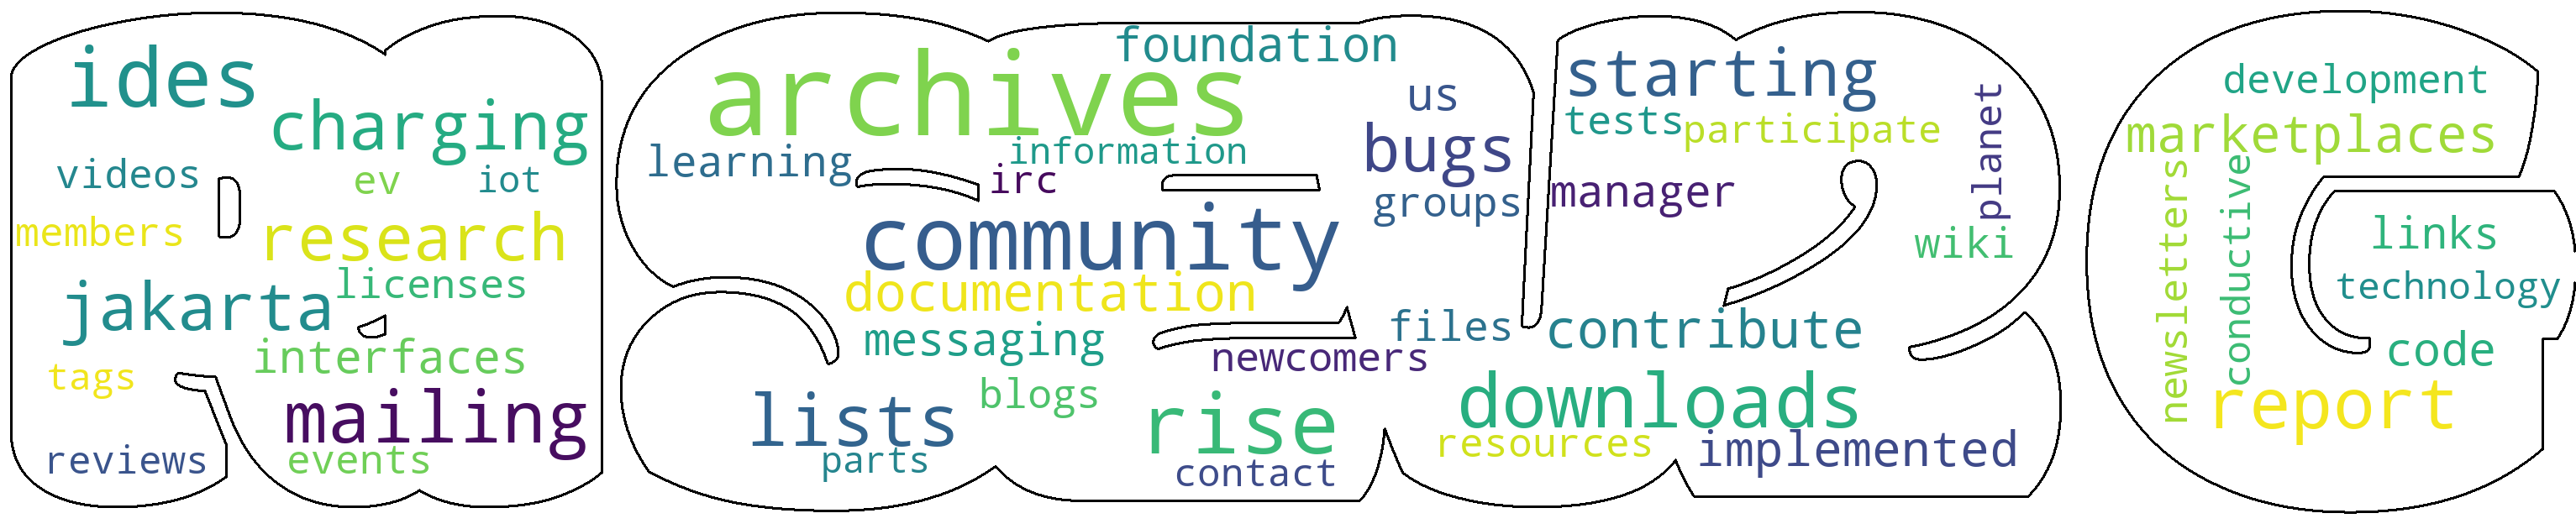 ides
charging
videos
ev
iot
members
research
jakarta
licenses
interfaces
tags
mailing
reviews
events
archives
foundation
us
learning
information
irc
bugs
groups
community
documentation
messaging
files
newcomers
blogs
lists
rise
parts
contact
starting
tests
participate
planet
manager
wiki
contribute
downloads
resources
implemented
development
marketplaces
newsletters
conductive
links
technology
code
report